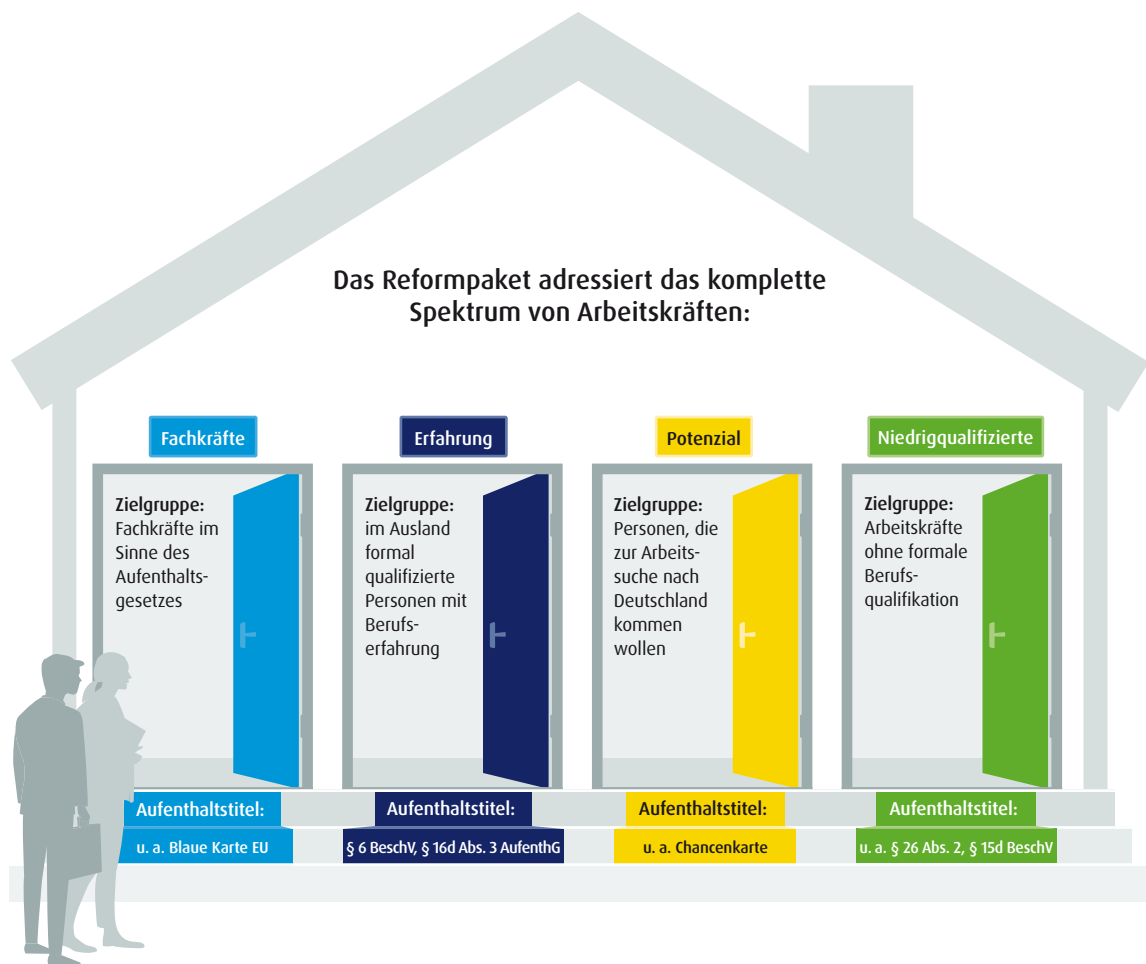 Das Reformpaket adressiert das komplette
Spektrum von Arbeitskräften:
Fachkräfte
Zielgruppe:
Fachkräfte im
Sinne des
Aufenthalts-
gesetzes
Aufenthaltstitel:
u. a. Blaue Karte EU
Erfahrung
Zielgruppe:
im Ausland
formal
qualifizierte
Personen mit
Berufs-
erfahrung
Aufenthaltstitel:
§ 6 BeschV, § 16d Abs. 3 AufenthG
Potenzial
Zielgruppe:
Personen, die
zur Arbeits-
suche nach
Deutschland
kommen
wollen
Aufenthaltstitel:
u. a. Chancenkarte
Niedrigqualifizierte
Zielgruppe:
Arbeitskräfte
ohne formale
Berufs-
qualifikation
Aufenthaltstitel:
u. a. § 26 Abs. 2, § 15d BeschV